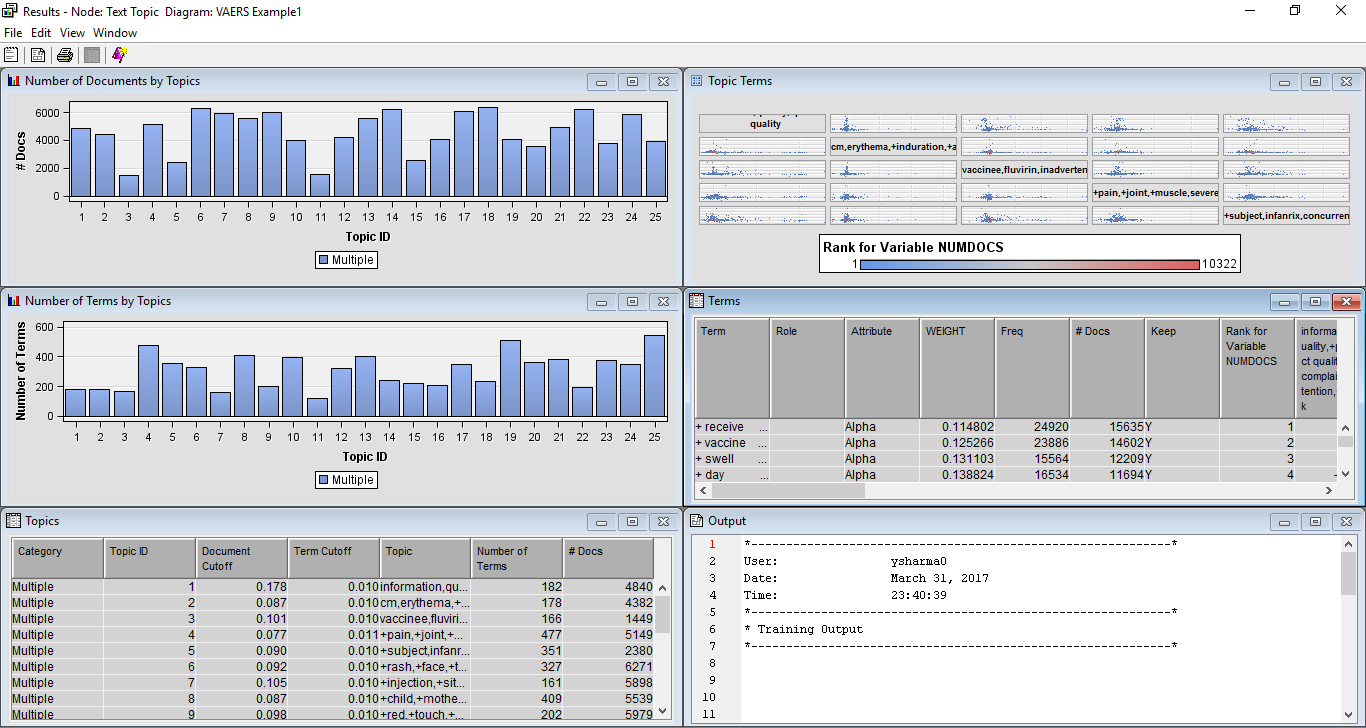 Results - Node: Text Topic Diagram: VAERS Example1
File Edit View Window
Number of Documents by Topics
# Docs
6000
4000
2000
0
1 2 3 4 5 6 7 8 9 10 11 12 13 14 15 16 17 18 19 20 21 22 23 24 25
Topic ID
Multiple
Topic Terms
quality
cm,erythema,+induration,+a
vaccinee,fluvirin,inadverten
+pain,+joint,+muscle,severe
+subject,infanrix,concurren
Rank for Variable NUMDOCS
1 10322
Number of Terms by Topics
Number of Terms
600
400
200
0
1 2 3 4 5 6 7 8 9 10 11 12 13 14 15 16 17 18 19 20 21 22 23 24 25
Topic ID
Multiple
Terms
Term Role Attribute WEIGHT Freq # Docs Keep Rank for Variable NUMDOCS informa
uality,+p
ct qualit
complai
tention,
k
+ receive ... Alpha 0.114802 24920 15635 Y 1
+ vaccine ... Alpha 0.125266 23886 14602 Y 2
+ swell ... Alpha 0.131103 15564 12209 Y 3
+ day ... Alpha 0.138824 16534 11694 Y 4
Topics
Category Topic ID Document Cutoff Term Cutoff Topic Number of Terms # Docs
Multiple 1 0.178 0.010 information,qu... 182 4840
Multiple 2 0.087 0.010 cm,erythema,+... 178 4382
Multiple 3 0.101 0.010 vaccinee,fluviri... 166 1449
Multiple 4 0.077 0.011 +pain,+joint,+... 477 5149
Multiple 5 0.090 0.010 +subject,infanr... 351 2380
Multiple 6 0.092 0.010 +rash,+face,+t... 327 6271
Multiple 7 0.105 0.010 +injection,+sit... 161 5898
Multiple 8 0.087 0.010 +child,+mothe... 409 5539
Multiple 9 0.098 0.010 +red,+touch,+... 202 5979
Output
1 *------------------------------------------------------------*
2 User: ysharma0
3 Date: March 31, 2017
4 Time: 23:40:39
5 *------------------------------------------------------------*
6 * Training Output
7 *------------------------------------------------------------*
8
9
10
11